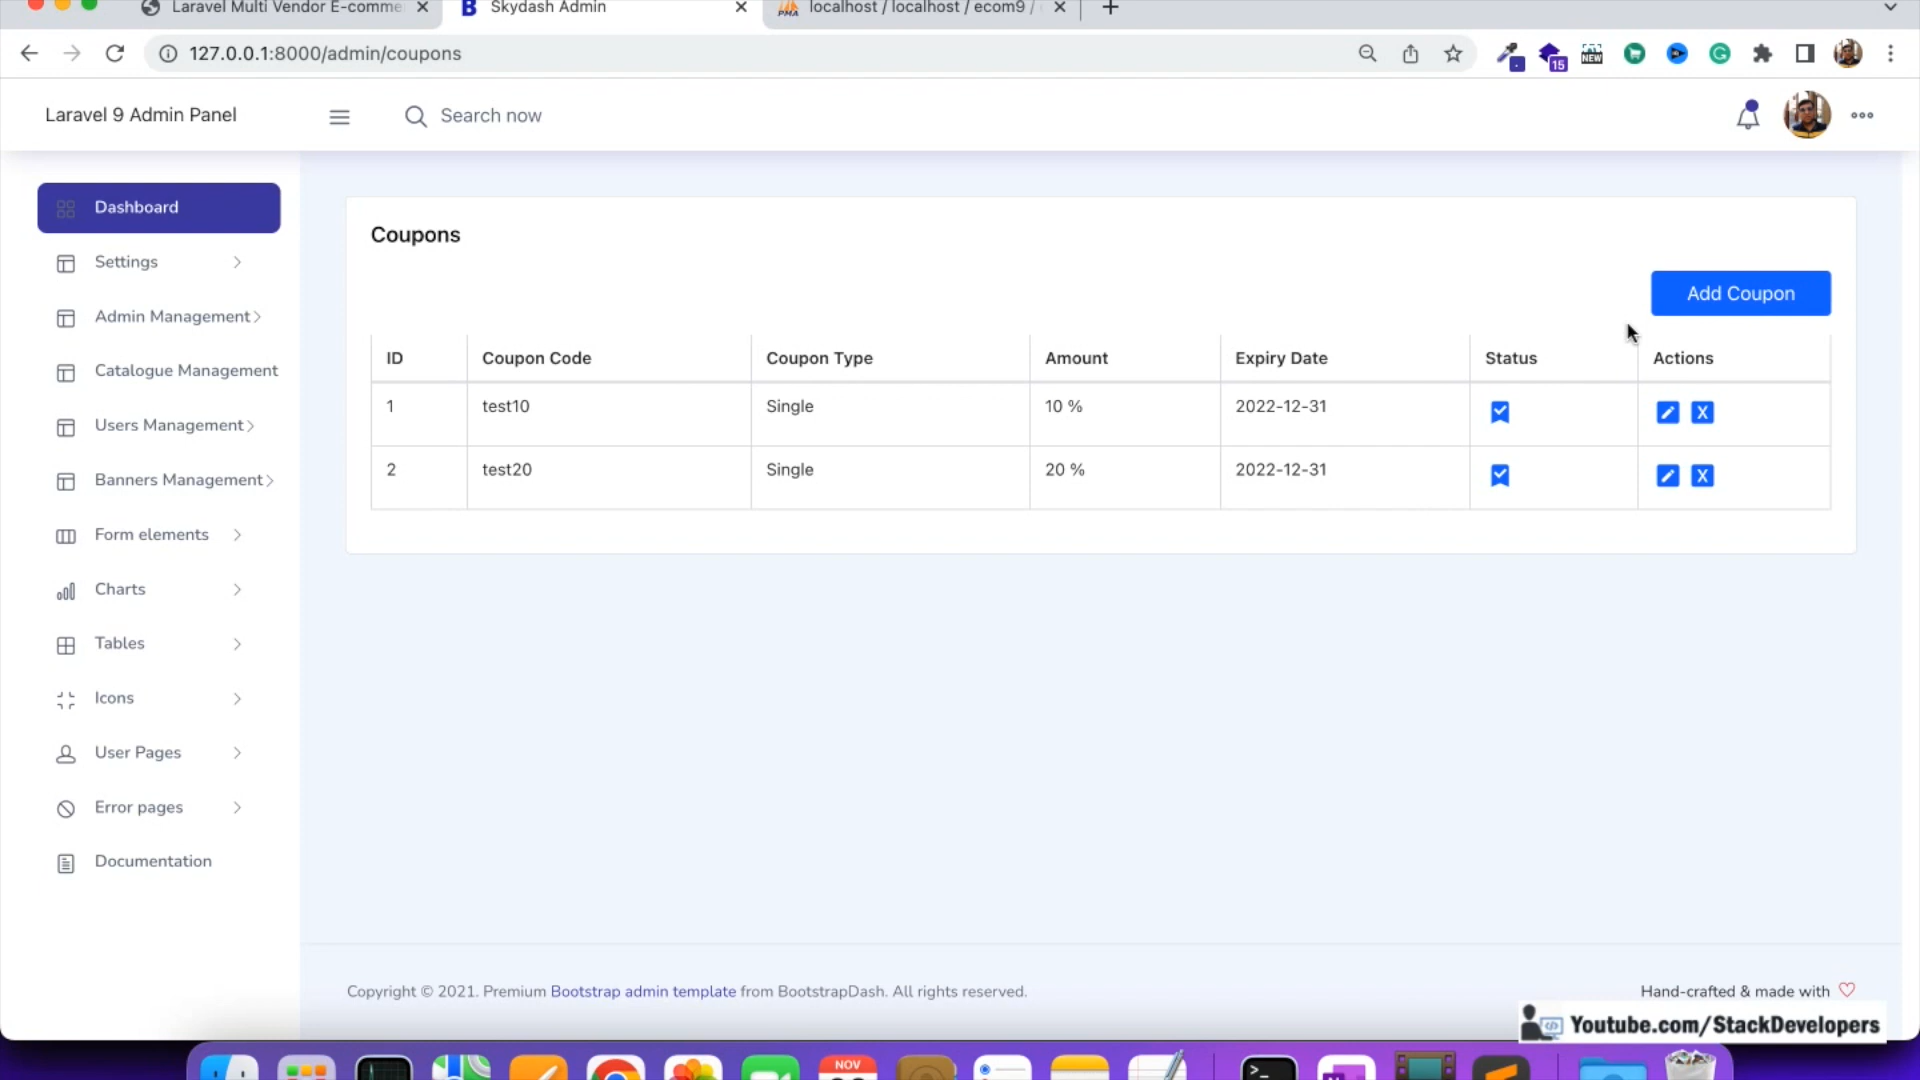 Laravel Multi Vendor E-comme
Skydash Admin
PMA
localhost / localhost / ecom9 /
127.0.0.1:8000/admin/coupons
15
NEW
Laravel 9 Admin Panel
Search now
Dashboard
Settings
Admin Management
Catalogue Management
Users Management
Banners Management
Form elements
Charts
Tables
Icons
User Pages
Error pages
Documentation
Coupons
Add Coupon
ID Coupon Code Coupon Type Amount Expiry Date Status Actions
1 test10 Single 10 % 2022-12-31 X
2 test20 Single 20 % 2022-12-31 X
Copyright © 2021. Premium Bootstrap admin template from BootstrapDash. All rights reserved.
Hand-crafted & made with
Youtube.com/StackDevelopers
NOV